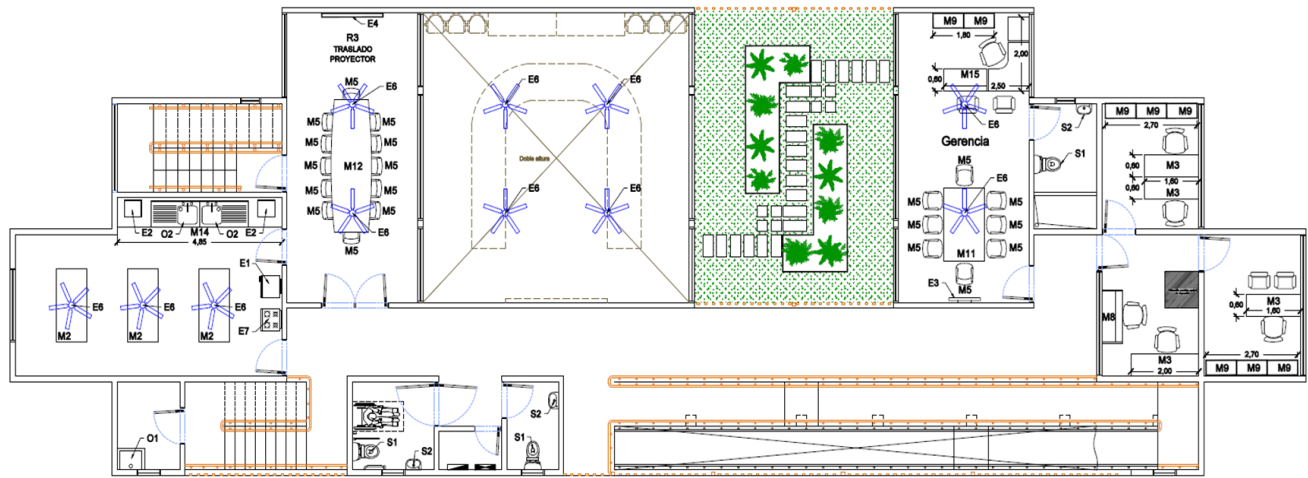 E4
R3
TRASLADO
PROYECTOR
M5
E6
M5
M5
M5
M5
M5
M5
M12
M5
M5
M5
M5
M5
M5
E6
M5
E6
E6
Doble altura
E6
E6
M9
M9
1,80
2,00
0,60
M15
2,50
E6
Gerencia
M5
E6
M5
M5
M5
M5
M5
M5
M11
M5
E3
S2
S1
M9
M9
M9
2,70
0,60
M3
1,60
0,60
M3
E2
O2
M14
O2
E2
4,85
E1
E6
E6
E6
M2
M2
M2
E7
O1
S1
S2
S2
S1
M8
M3
2,00
M3
0,60
1,60
2,70
M9
M9
M9